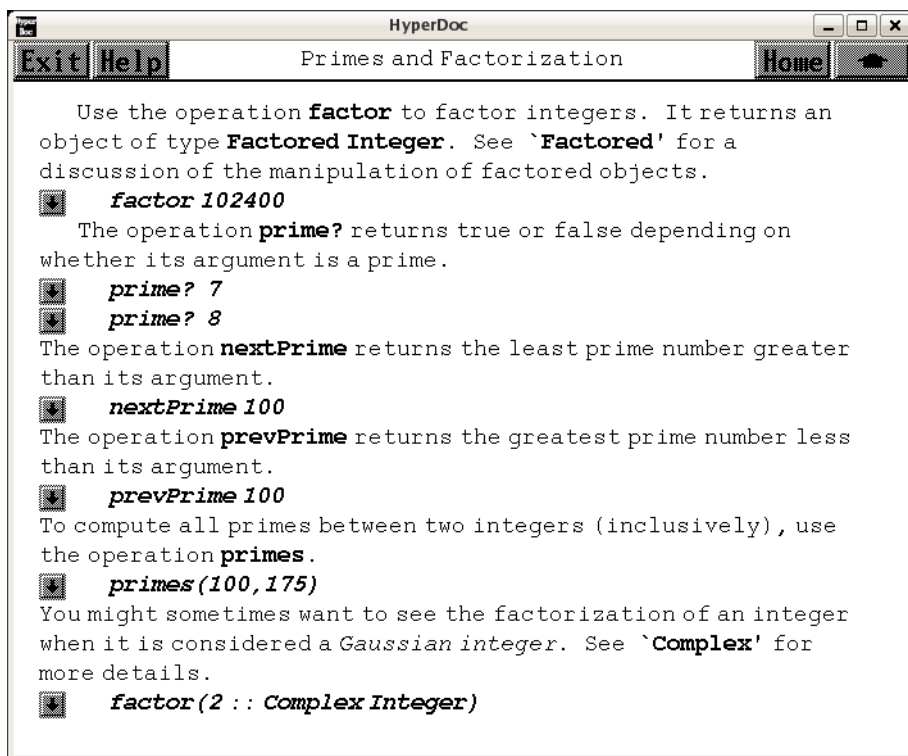 Hyper Doc
HyperDoc
Exit Help Primes and Factorization Home
Use the operation factor to factor integers. It returns an
object of type Factored Integer. See `Factored' for a
discussion of the manipulation of factored objects.
factor 102400
The operation prime? returns true or false depending on
whether its argument is a prime.
prime? 7
prime? 8
The operation nextPrime returns the least prime number greater
than its argument.
nextPrime 100
The operation prevPrime returns the greatest prime number less
than its argument.
prevPrime 100
To compute all primes between two integers (inclusively), use
the operation primes.
primes(100,175)
You might sometimes want to see the factorization of an integer
when it is considered a Gaussian integer. See `Complex' for
more details.
factor(2 :: Complex Integer)